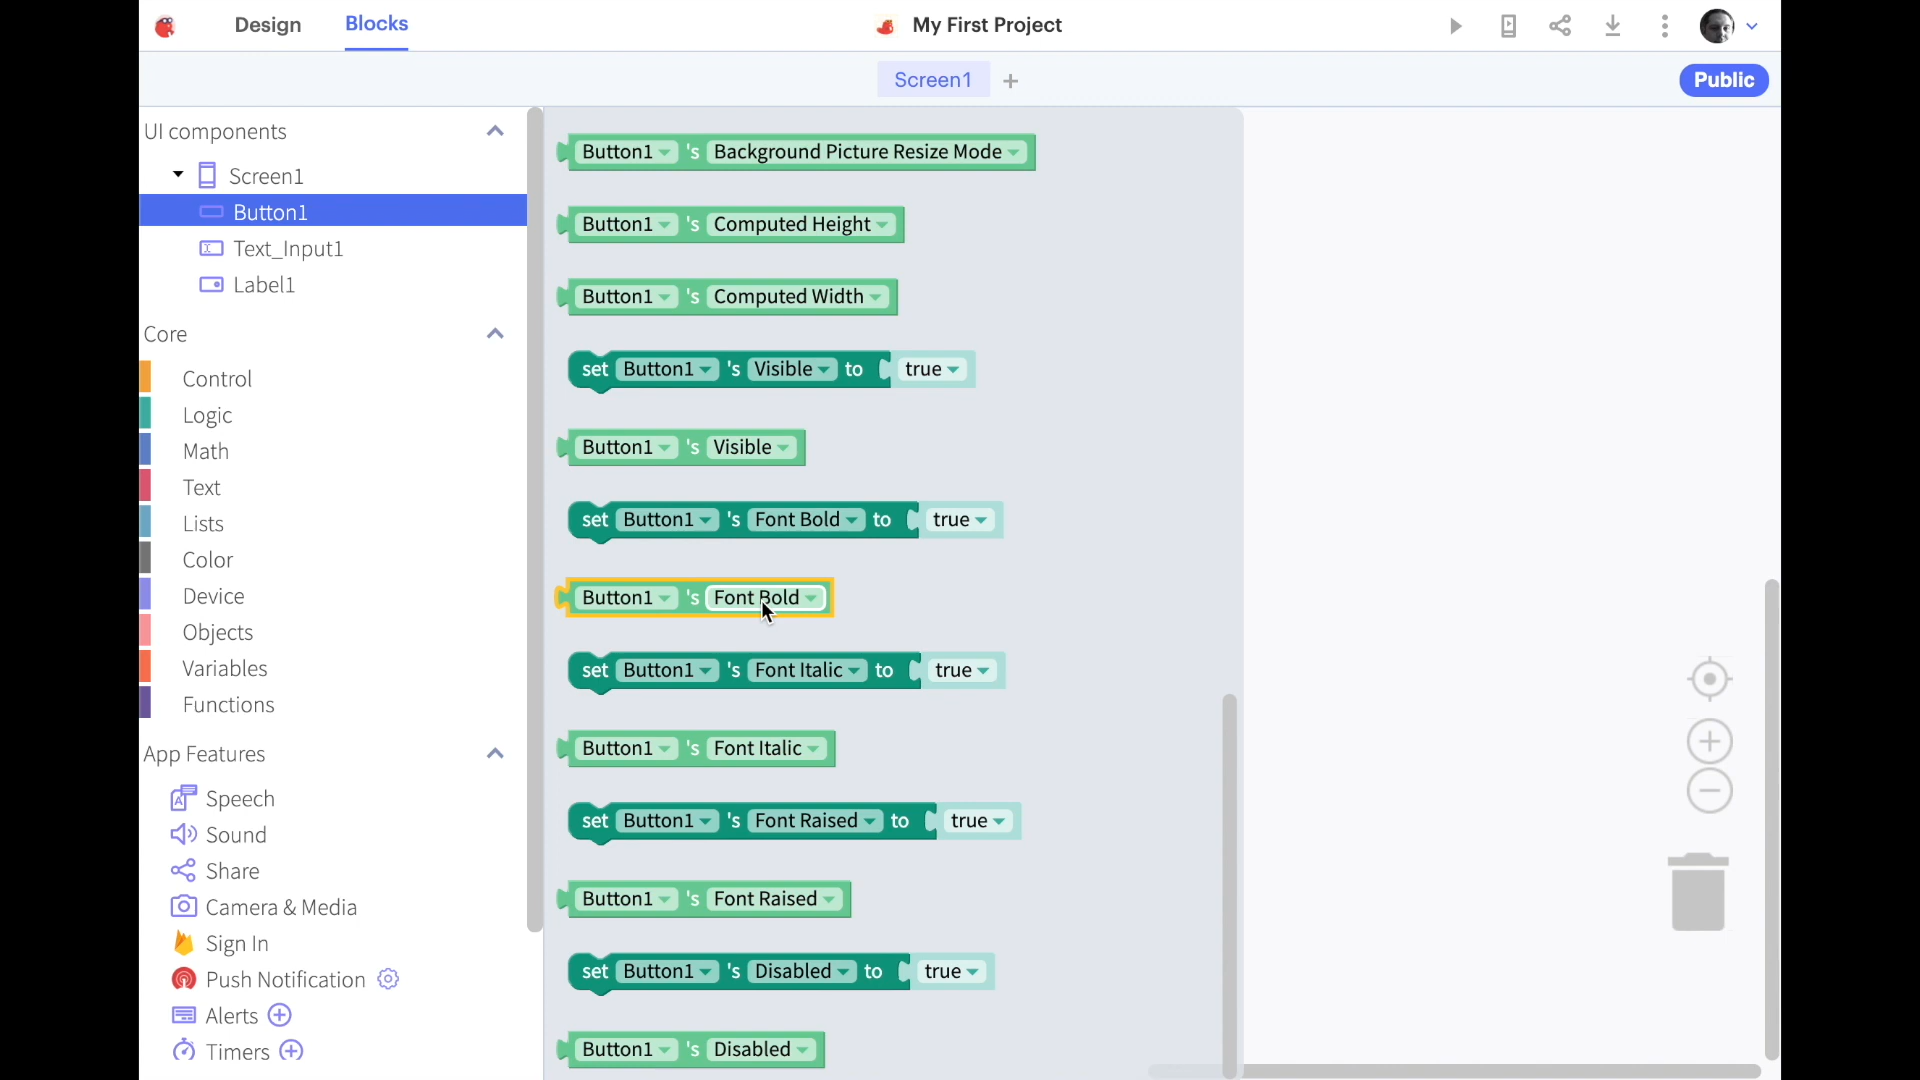 Design
Blocks
My First Project
Screen1
Public
UI components
Screen1
Button1
Text_Input1
Label1
Core
Control
Logic
Math
Text
Lists
Color
Device
Objects
Variables
Functions
App Features
Speech
Sound
Share
Camera & Media
Sign In
Push Notification
Alerts
Timers
Button1 's Background Picture Resize Mode
Button1 's Computed Height
Button1 's Computed Width
set Button1 's Visible to true
Button1 's Visible
set Button1 's Font Bold to true
Button1 's Font Bold
set Button1 's Font Italic to true
Button1 's Font Italic
set Button1 's Font Raised to true
Button1 's Font Raised
set Button1 's Disabled to true
Button1 's Disabled